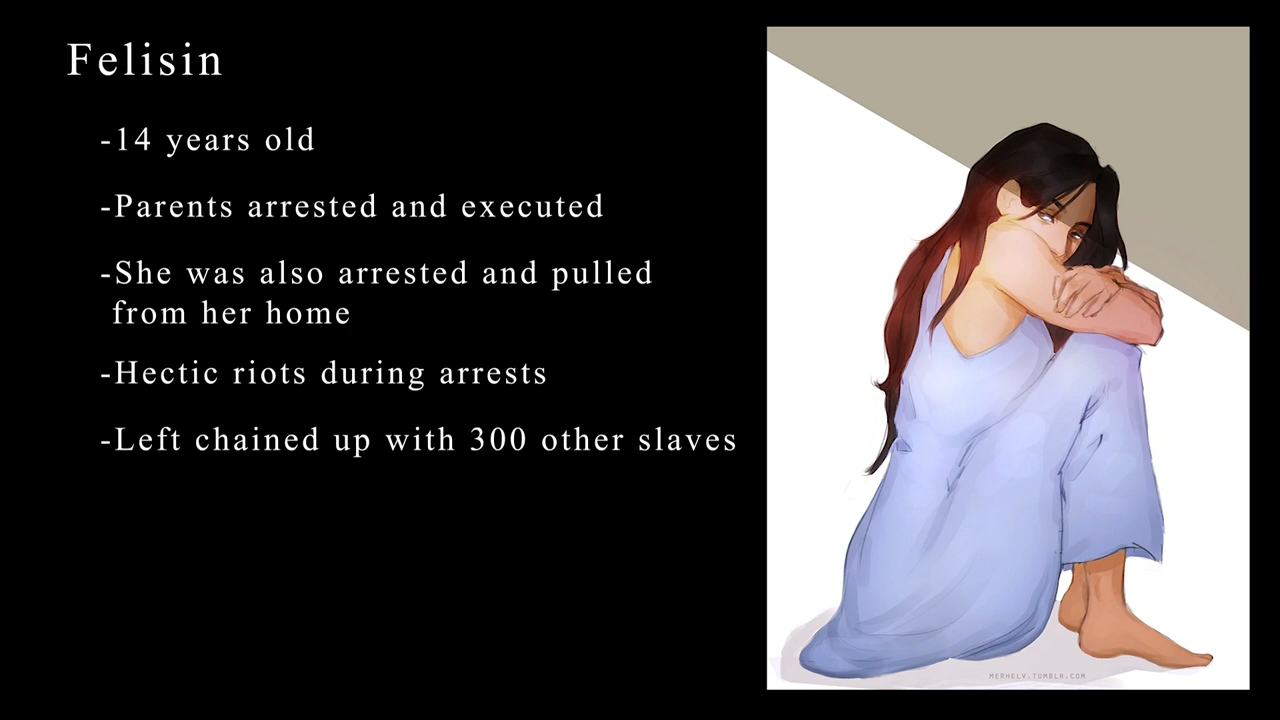 Felisin
-14 years old
-Parents arrested and executed
-She was also arrested and pulled
from her home
-Hectic riots during arrests
-Left chained up with 300 other slaves
MERHELV.TUMBLR.COM